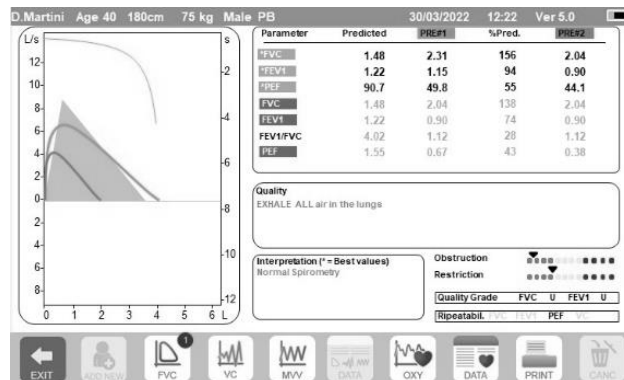 D.Martini Age 40 180cm 75 kg Male PB 30/03/2022 12:22 Ver 5.0
L/s
s
12-
10-
8-
6-
4-
2-
0-
2-
4-
6-
8-
-2
-4
-6
-8
-10
-12
0 1 2 3 4 5 6 L
Parameter Predicted PRE#1 %Pred. PRE#2
*FVC 1.48 2.31 156 2.04
*FEV1 1.22 1.15 94 0.90
*PEF 90.7 49.8 55 44.1
FVC 1.48 2.04 138 2.04
FEV1 1.22 0.90 74 0.90
FEV1/FVC 4.02 1.12 28 1.12
PEF 1.55 0.67 43 0.38
Quality
EXHALE ALL air in the lungs
Interpretation (* = Best values)
Normal Spirometry
Obstruction
Restriction
Quality Grade FVC U FEV1 U
Repeatabil. FVC FEV1 PEF VC
1
EXIT ADD NEW FVC VC MVV DATA OXY DATA PRINT CANC